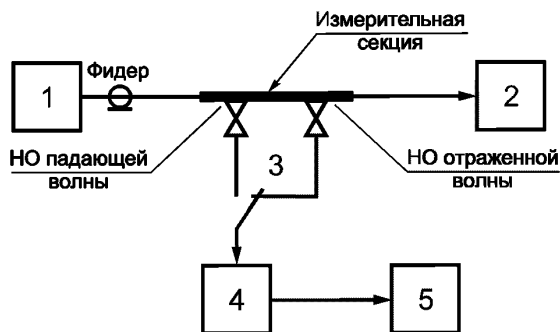 Измерительная
секция
Фидер
1
2
НО падающей
волны
3
НО отраженной
волны
4
5